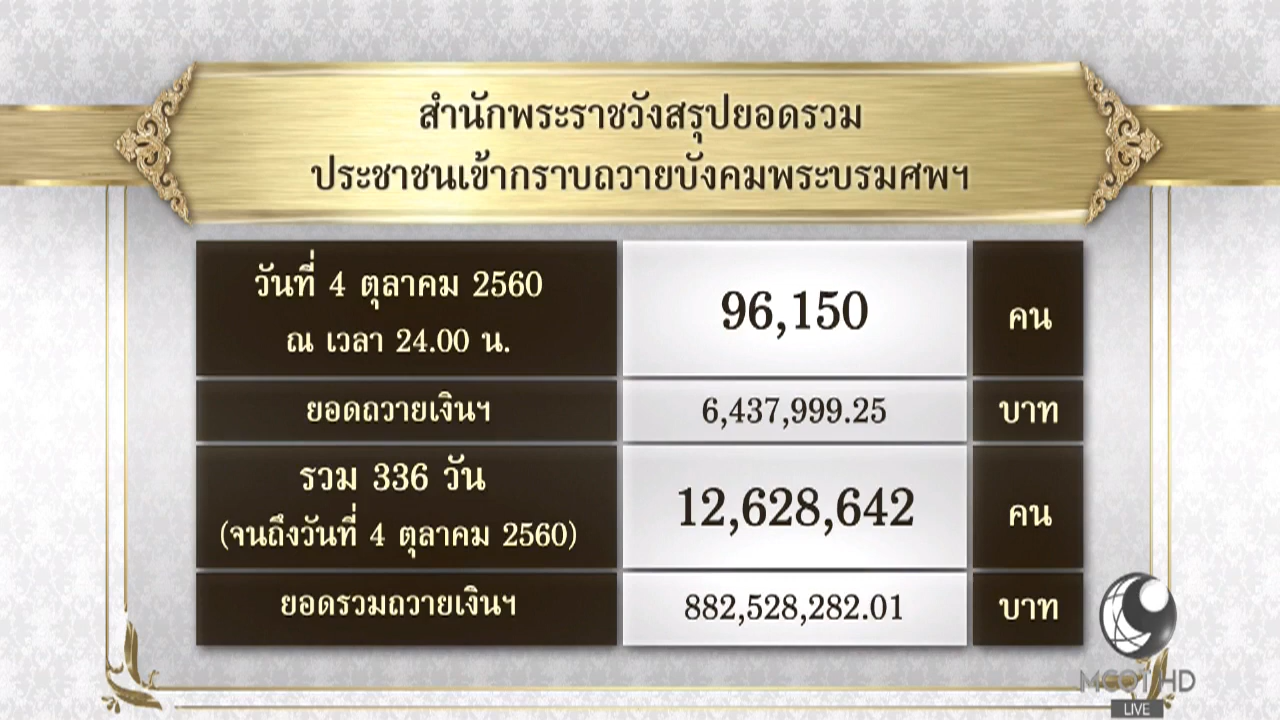 สำนักพระราชวังสรุปยอดรวม
ประชาชนเข้ากราบถวายบังคมพระบรมศพฯ
วันที่ 4 ตุลาคม 2560
ณ เวลา 24.00 น.
96,150
คน
ยอดถวายเงินฯ
6,437,999.25
บาท
รวม 336 วัน
(จนถึงวันที่ 4 ตุลาคม 2560)
12,628,642
คน
ยอดรวมถวายเงินฯ
882,528,282.01
บาท
MCOT HD
LIVE